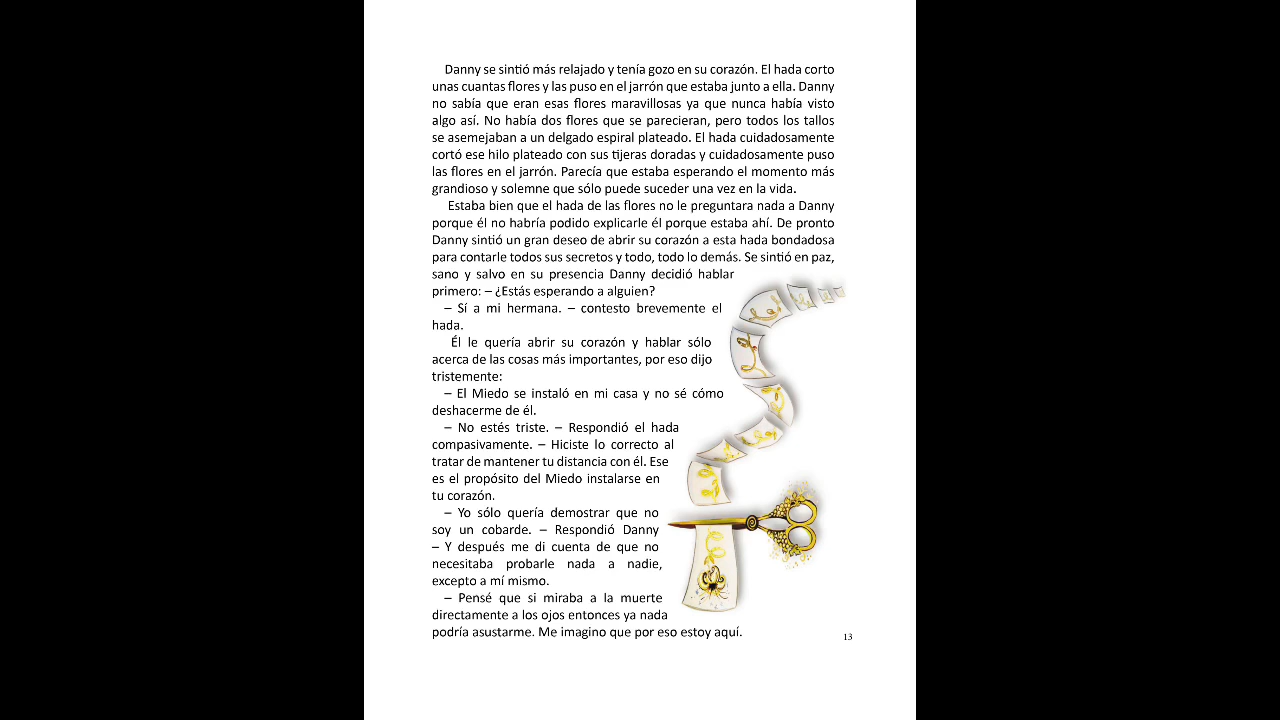 Danny se sintió más relajado y tenía gozo en su corazón. El hada corto
unas cuantas flores y las puso en el jarrón que estaba junto a ella. Danny
no sabía que eran esas flores maravillosas ya que nunca había visto
algo así. No había dos flores que se parecieran, pero todos los tallos
se asemejaban a un delgado espiral plateado. El hada cuidadosamente
cortó ese hilo plateado con sus tijeras doradas y cuidadosamente puso
las flores en el jarrón. Parecía que estaba esperando el momento más
grandioso y solemne que sólo puede suceder una vez en la vida.
Estaba bien que el hada de las flores no le preguntara nada a Danny
porque él no habría podido explicarle él porque estaba ahí. De pronto
Danny sintió un gran deseo de abrir su corazón a esta hada bondadosa
para contarle todos sus secretos y todo, todo lo demás. Se sintió en paz,
sano y salvo en su presencia Danny decidió hablar
primero: – ¿Estás esperando a alguien?
– Sí a mi hermana. – contesto brevemente el
hada.
Él le quería abrir su corazón y hablar sólo
acerca de las cosas más importantes, por eso dijo
tristemente:
– El Miedo se instaló en mi casa y no sé cómo
deshacerme de él.
– No estés triste. – Respondió el hada
compasivamente. – Hiciste lo correcto al
tratar de mantener tu distancia con él. Ese
es el propósito del Miedo instalarse en
tu corazón.
– Yo sólo quería demostrar que no
soy un cobarde. – Respondió Danny
– Y después me di cuenta de que no
necesitaba probarle nada a nadie,
excepto a mí mismo.
– Pensé que si miraba a la muerte
directamente a los ojos entonces ya nada
podría asustarme. Me imagino que por eso estoy aquí.
13